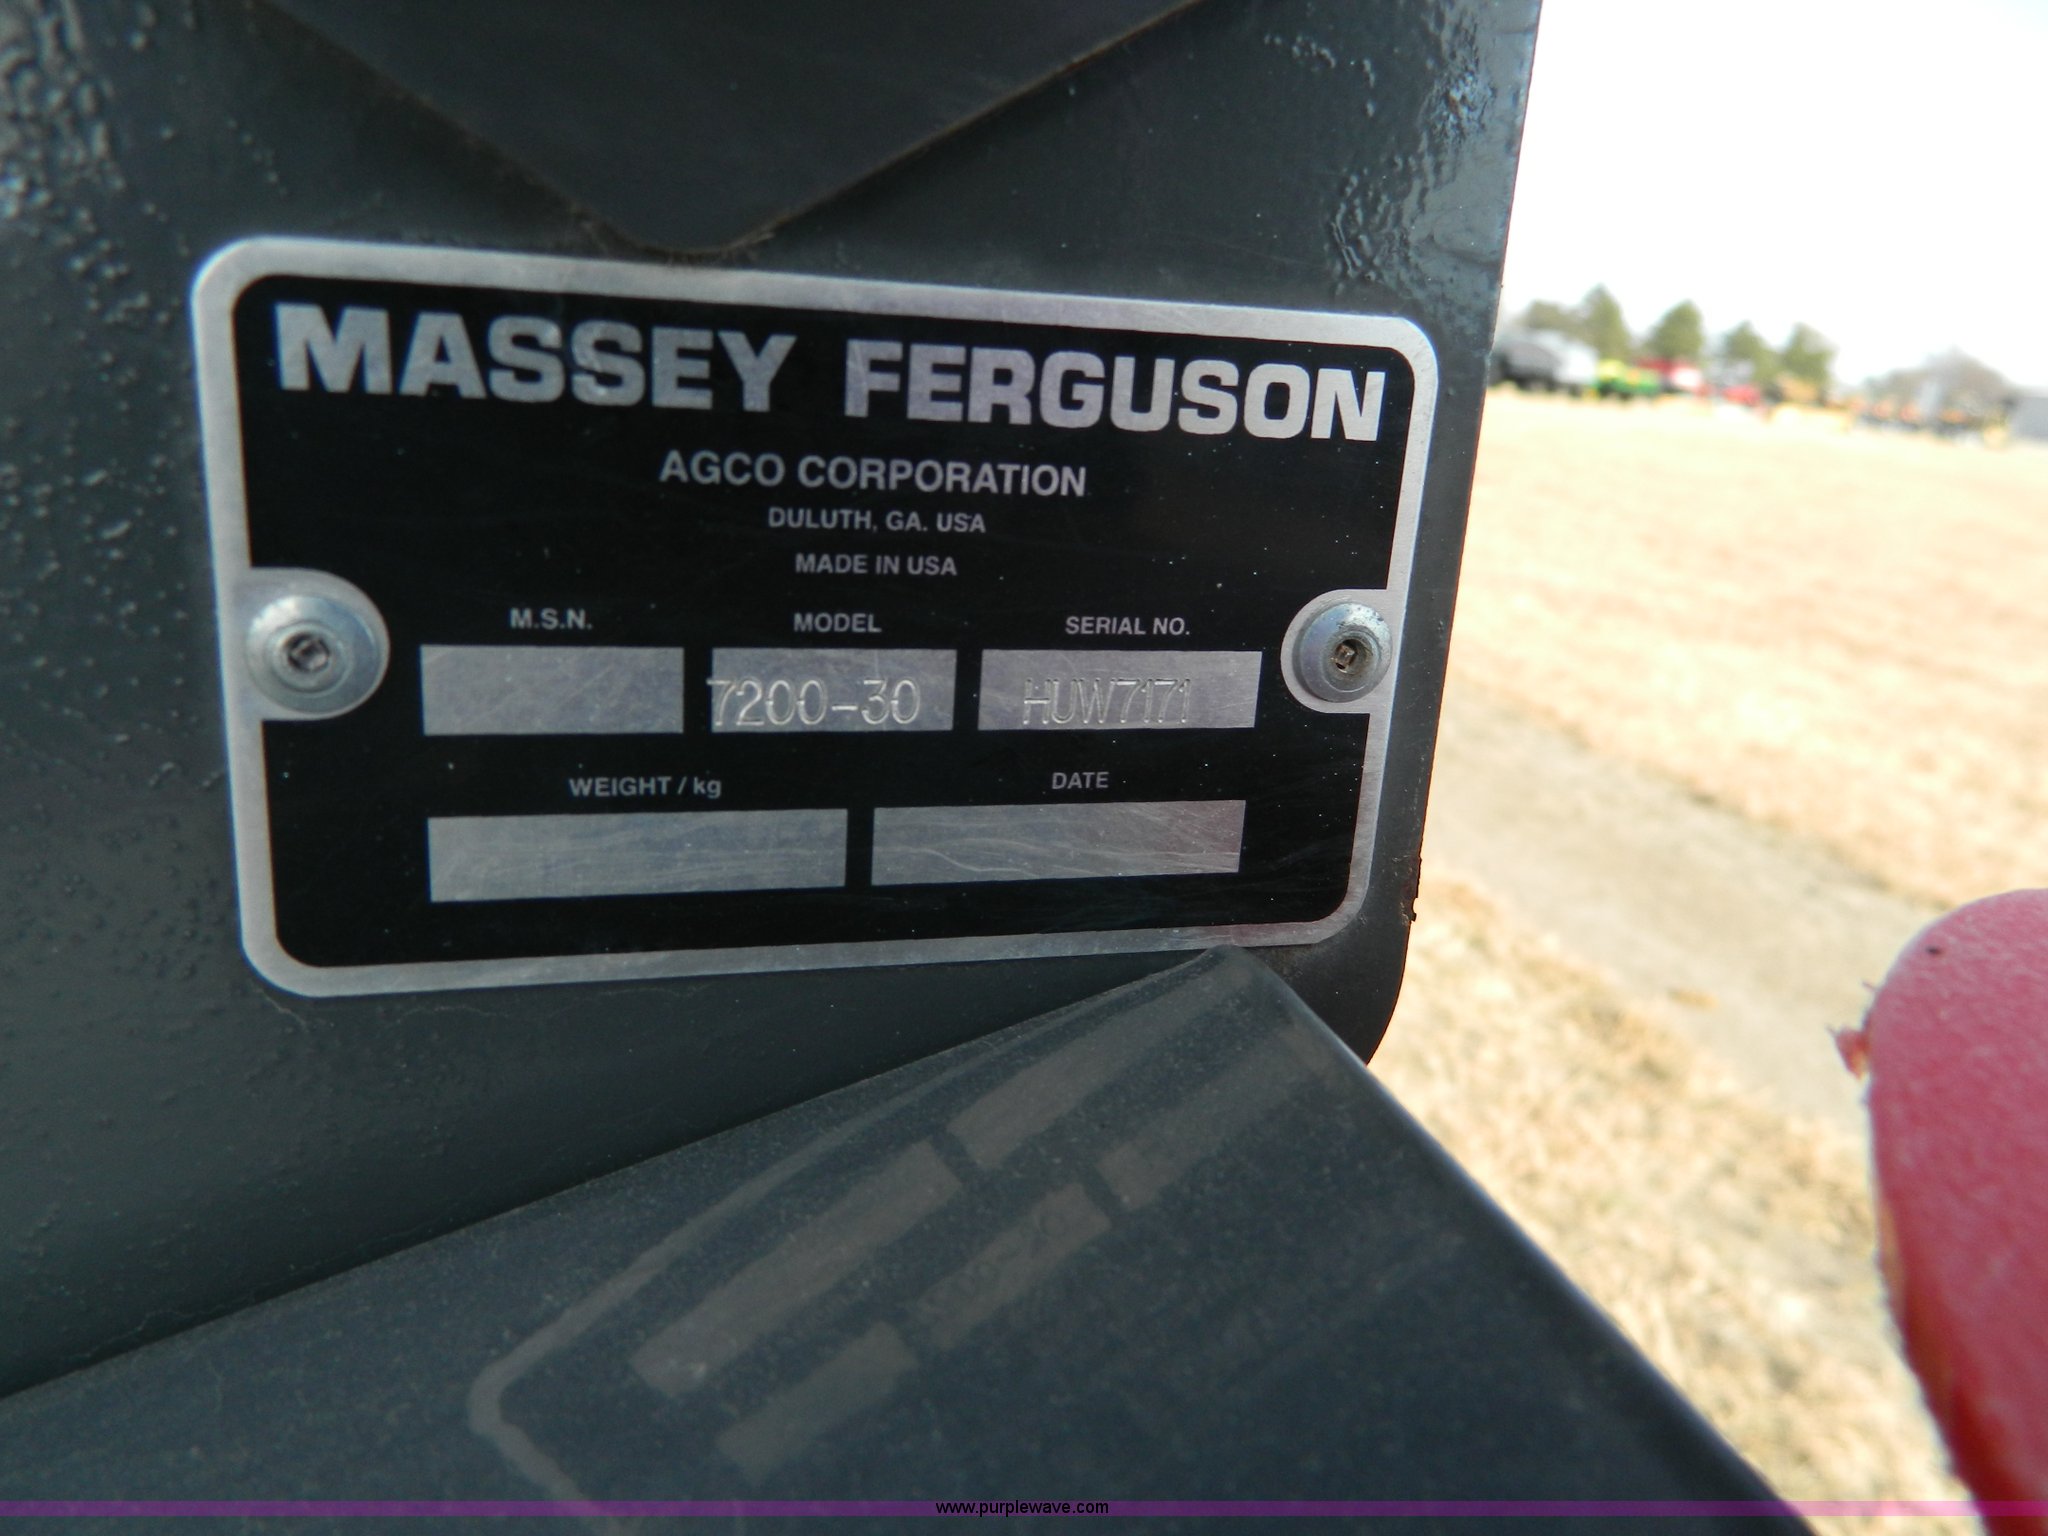 MASSEY FERGUSON
AGCO CORPORATION
DULUTH, GA. USA
MADE IN USA
M.S.N. MODEL SERIAL NO.
7200-30 HUW7171
WEIGHT / kg DATE
www.purplewave.com